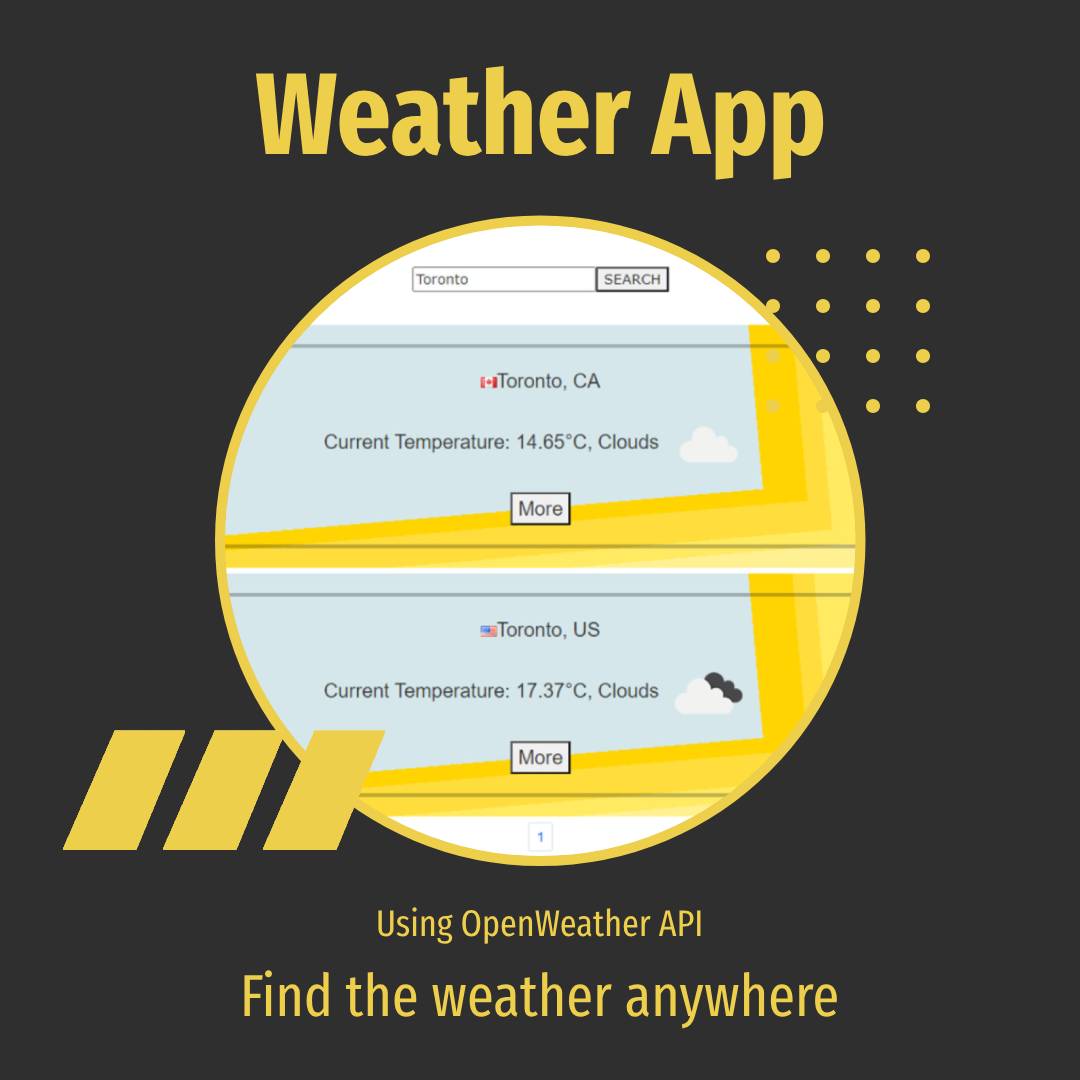 Weather App
Toronto SEARCH
Toronto, CA
Current Temperature: 14.65°C, Clouds
More
Toronto, US
Current Temperature: 17.37°C, Clouds
More
1
Using OpenWeather API
Find the weather anywhere